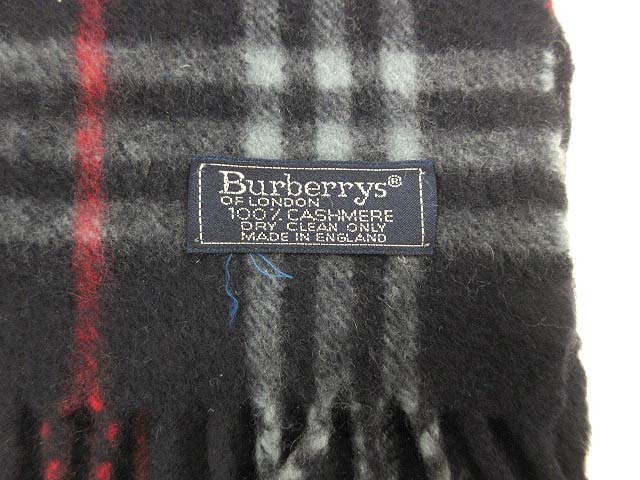 Burberrys®
OF LONDON
100% CASHMERE
DRY CLEAN ONLY
MADE IN ENGLAND